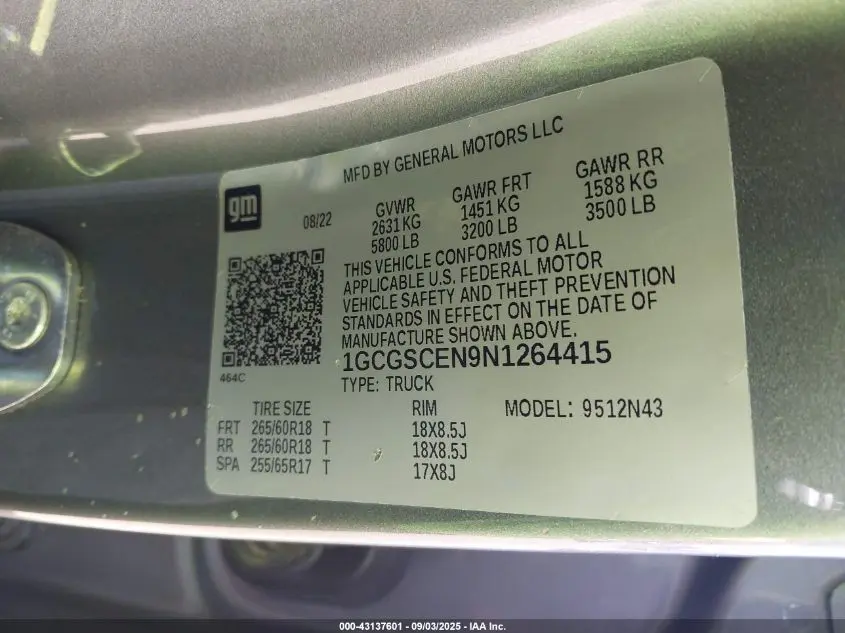 MFD BY GENERAL MOTORS LLC
gm
08/22
GVWR
2631 KG
5800 LB
GAWR FRT
1451 KG
3200 LB
GAWR RR
1588 KG
3500 LB
THIS VEHICLE CONFORMS TO ALL
APPLICABLE U.S. FEDERAL MOTOR
VEHICLE SAFETY AND THEFT PREVENTION
STANDARDS IN EFFECT ON THE DATE OF
MANUFACTURE SHOWN ABOVE.
464C
1GCGSCEN9N1264415
TYPE: TRUCK
TIRE SIZE RIM MODEL: 9512N43
FRT 265/60R18 T 18X8.5J
RR 265/60R18 T 18X8.5J
SPA 255/65R17 T 17X8J
000-43137601 - 09/03/2025 - IAA Inc.